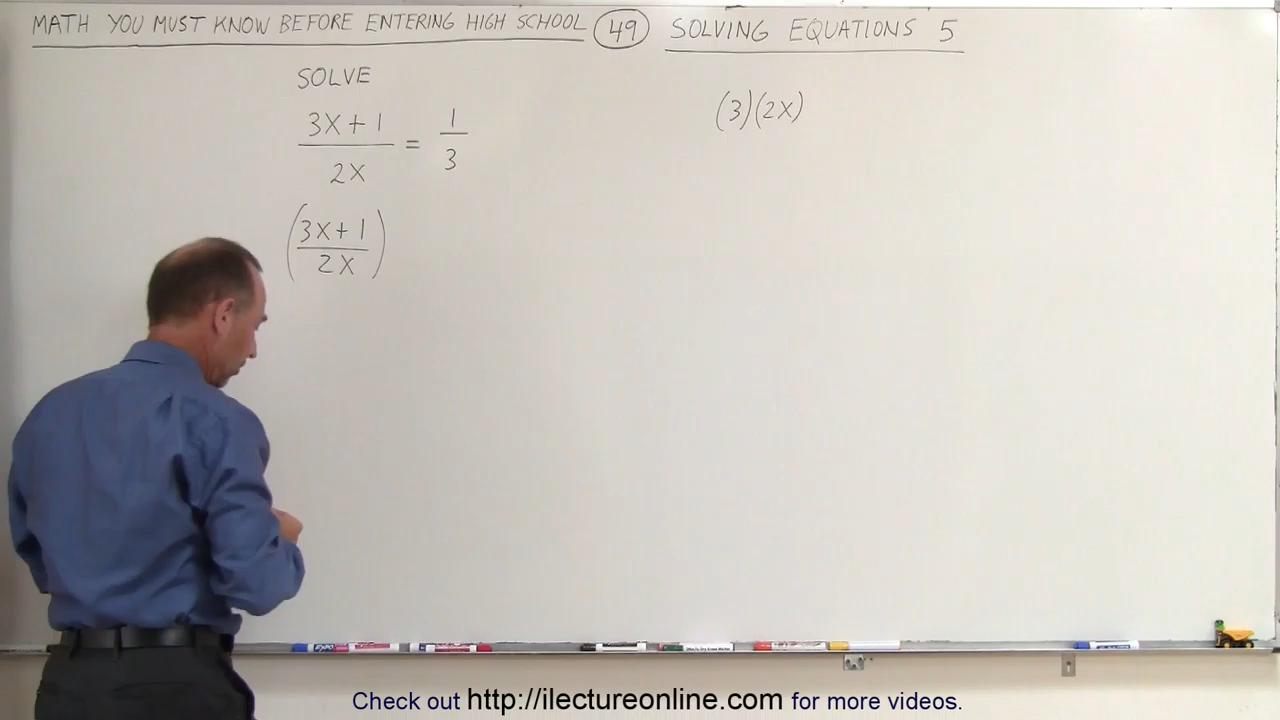 MATH YOU MUST KNOW BEFORE ENTERING HIGH SCHOOL 49 SOLVING EQUATIONS 5
SOLVE
3X + 1 / 2X = 1 / 3
(3)(2X)
(3X + 1 / 2X)
EXPO
Check out http://ilectureonline.com for more videos.